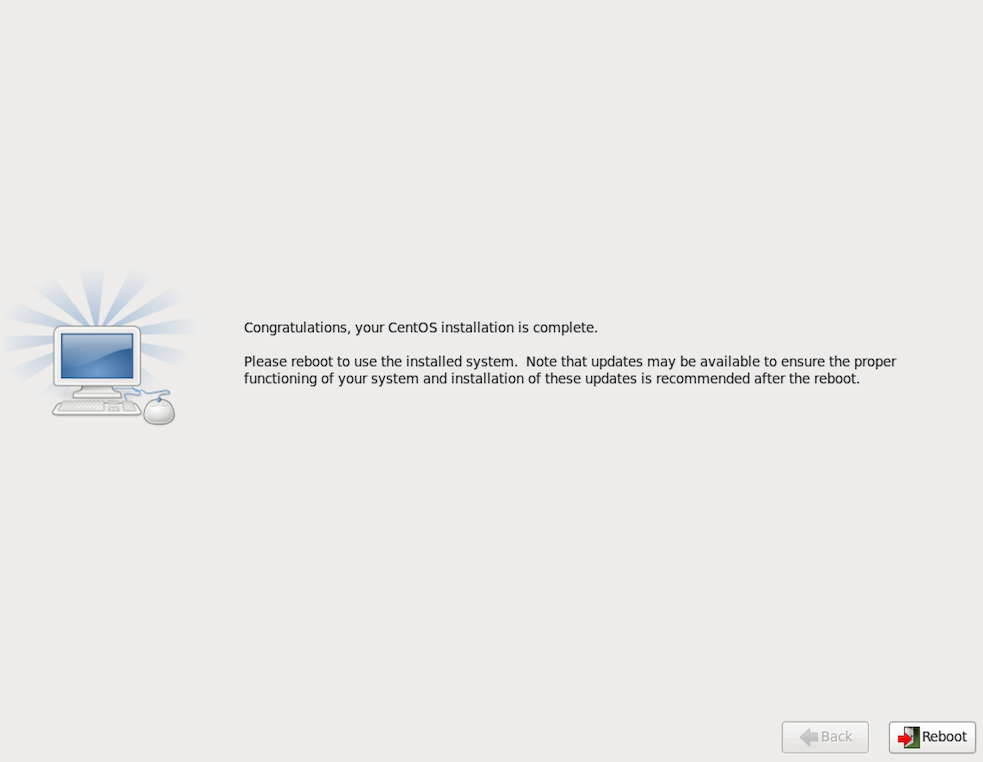 Congratulations, your CentOS installation is complete.
Please reboot to use the installed system.  Note that updates may be available to ensure the proper
functioning of your system and installation of these updates is recommended after the reboot.
Back
Reboot